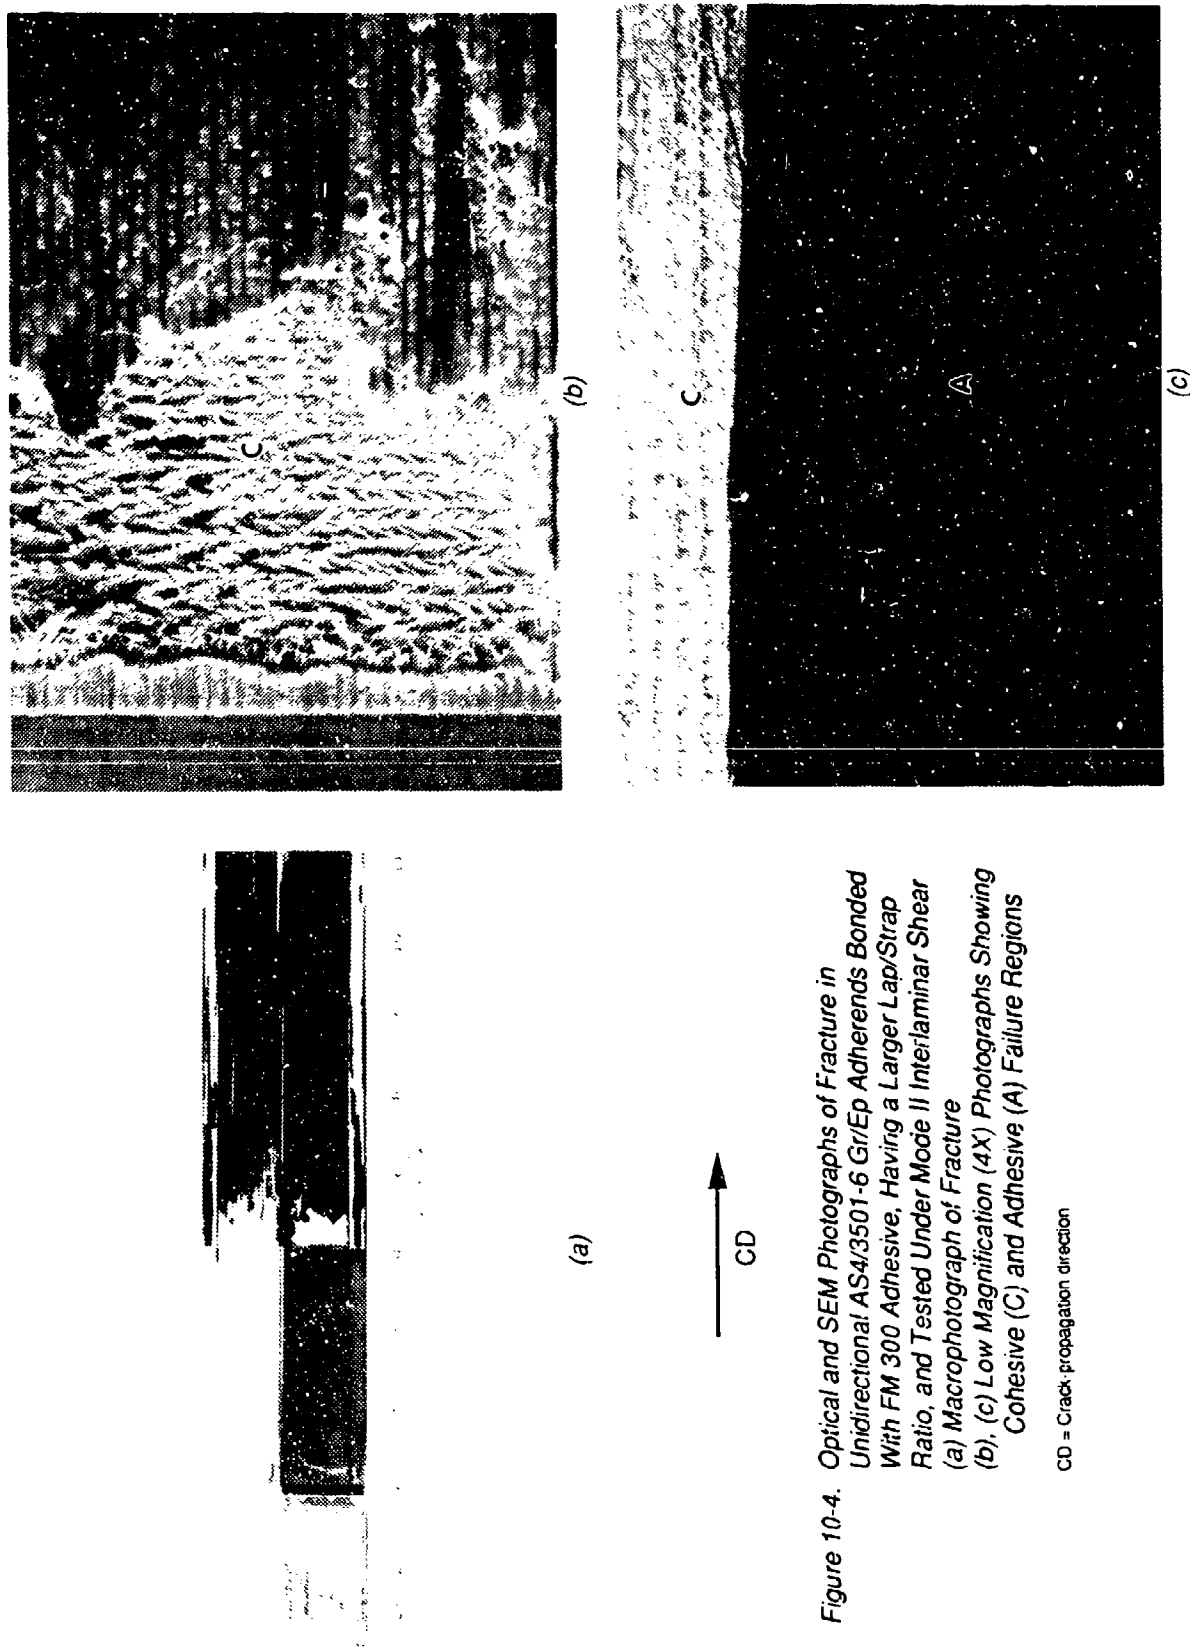 C
(b)
C
A
(c)
(a)
CD
Figure 10-4. Optical and SEM Photographs of Fracture in
Unidirectional AS4/3501-6 Gr/Ep Adherends Bonded
With FM 300 Adhesive, Having a Larger Lap/Strap
Ratio, and Tested Under Mode II Interlaminar Shear
(a) Macrophotograph of Fracture
(b), (c) Low Magnification (4X) Photographs Showing
Cohesive (C) and Adhesive (A) Failure Regions
CD = Crack-propagation direction